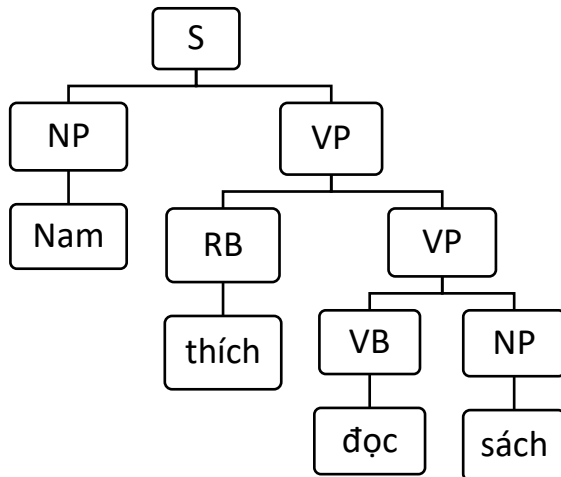 S
NP VP
Nam RB VP
thích VB NP
đọc sách